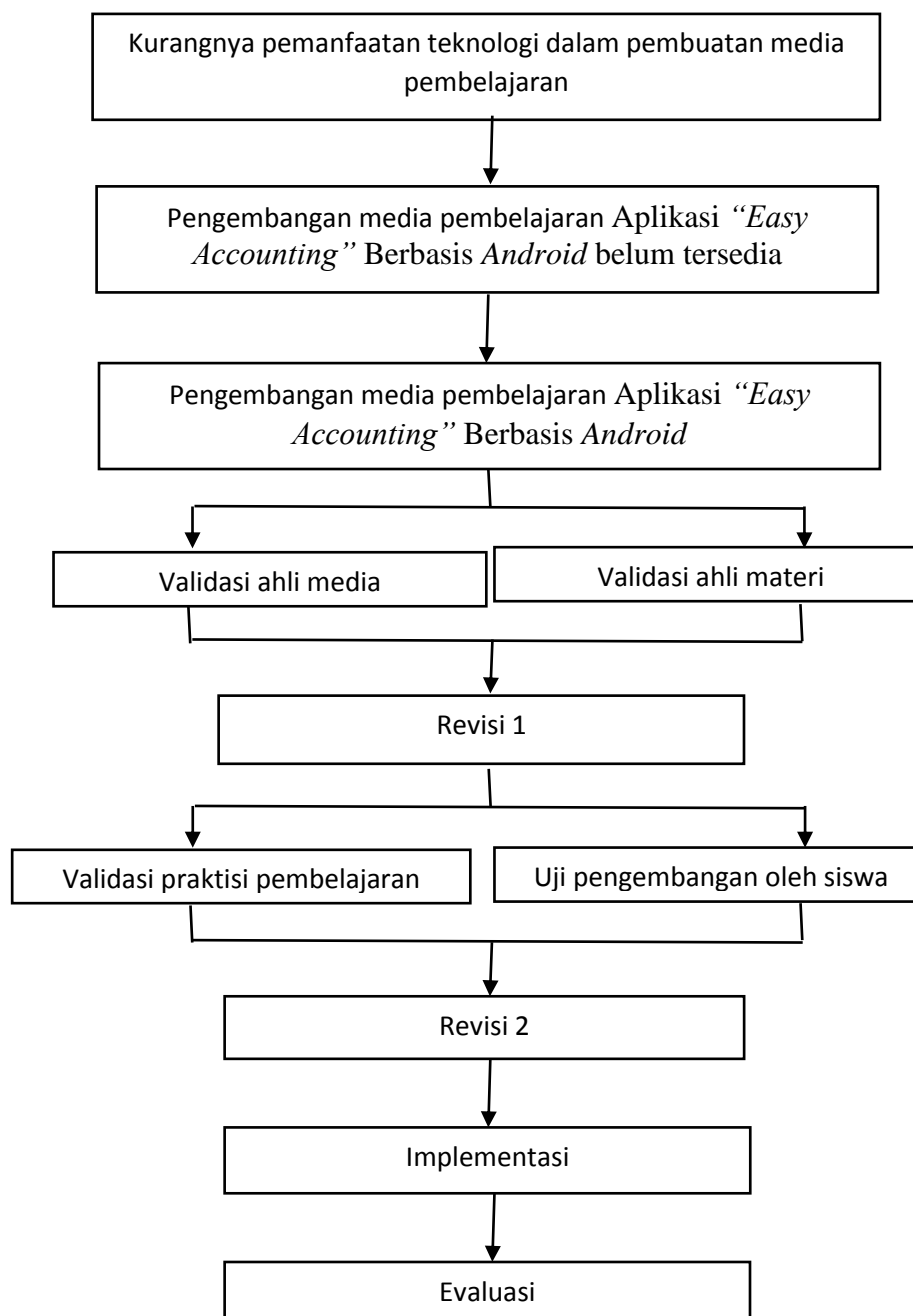 Kurangnya pemanfaatan teknologi dalam pembuatan media
pembelajaran
Pengembangan media pembelajaran Aplikasi “Easy
Accounting” Berbasis Android belum tersedia
Pengembangan media pembelajaran Aplikasi “Easy
Accounting” Berbasis Android
Validasi ahli media
Validasi ahli materi
Revisi 1
Validasi praktisi pembelajaran
Uji pengembangan oleh siswa
Revisi 2
Implementasi
Evaluasi